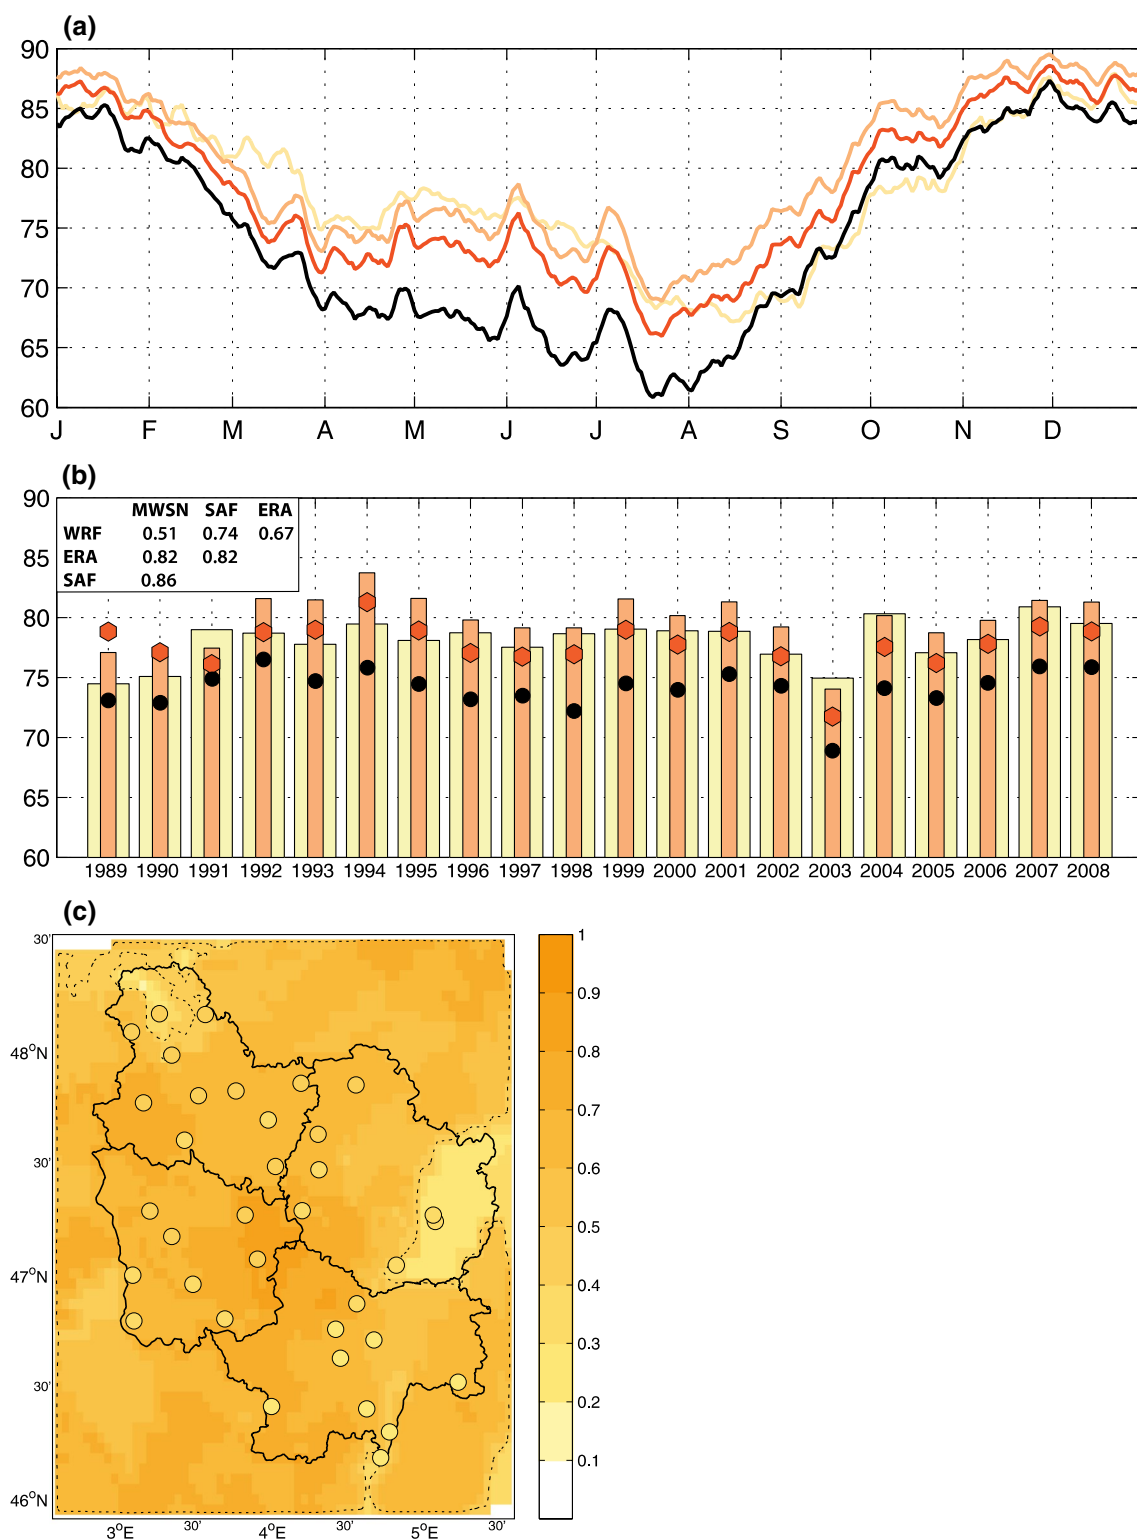 (a)
90
85
80
75
70
65
60
J F M A M J J A S O N D
(b)
90
85
80
75
70
65
60
MWSN SAF ERA
WRF 0.51 0.74 0.67
ERA 0.82 0.82
SAF 0.86
1989 1990 1991 1992 1993 1994 1995 1996 1997 1998 1999 2000 2001 2002 2003 2004 2005 2006 2007 2008
(c)
30'
48°N
30'
47°N
30'
46°N
3°E 30' 4°E 30' 5°E 30'
1
0.9
0.8
0.7
0.6
0.5
0.4
0.3
0.2
0.1